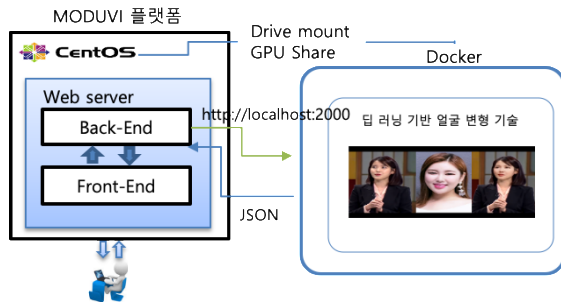 MODUVI 플랫폼
CentOS
Drive mount
GPU Share
Docker
Web server
Back-End
http://localhost:2000
딥 러닝 기반 얼굴 변형 기술
Front-End
JSON